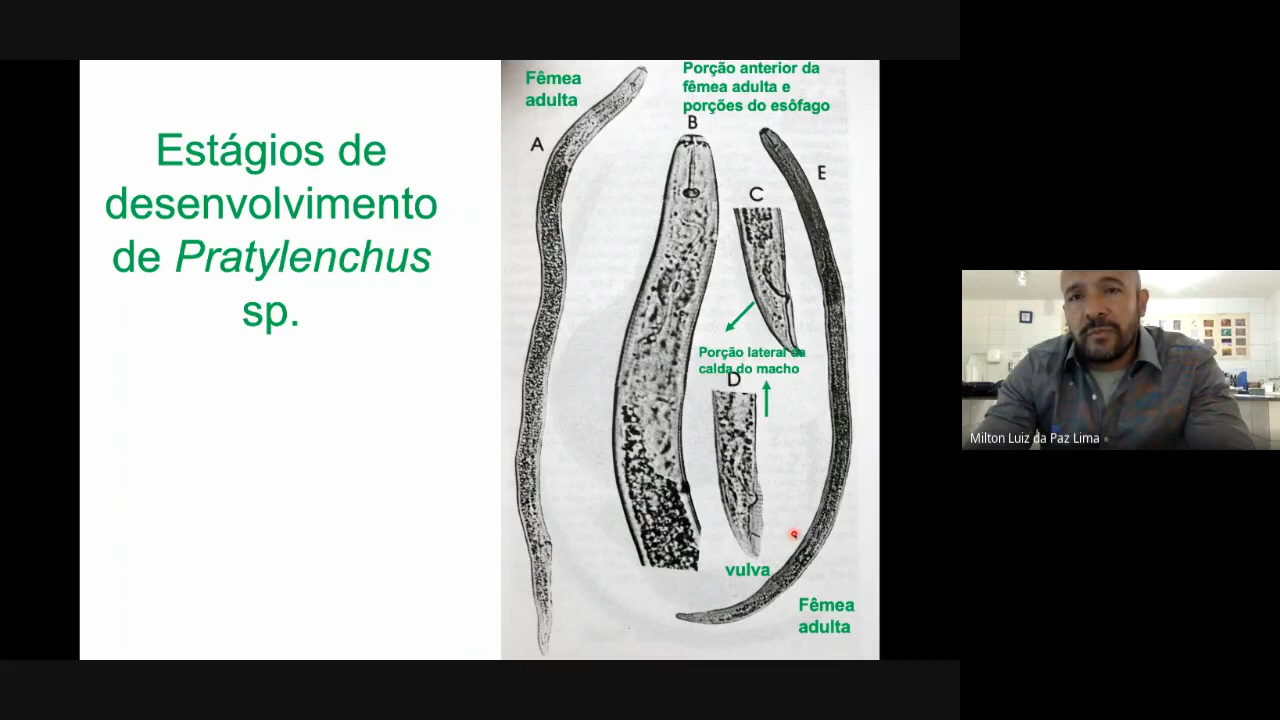 Estágios de
desenvolvimento
de Pratylenchus
sp.
Fêmea
adulta
A
Porção anterior da
fêmea adulta e
porções do esôfago
B
C
E
Porção lateral da
calda do macho
D
vulva
Fêmea
adulta
Milton Luiz da Paz Lima